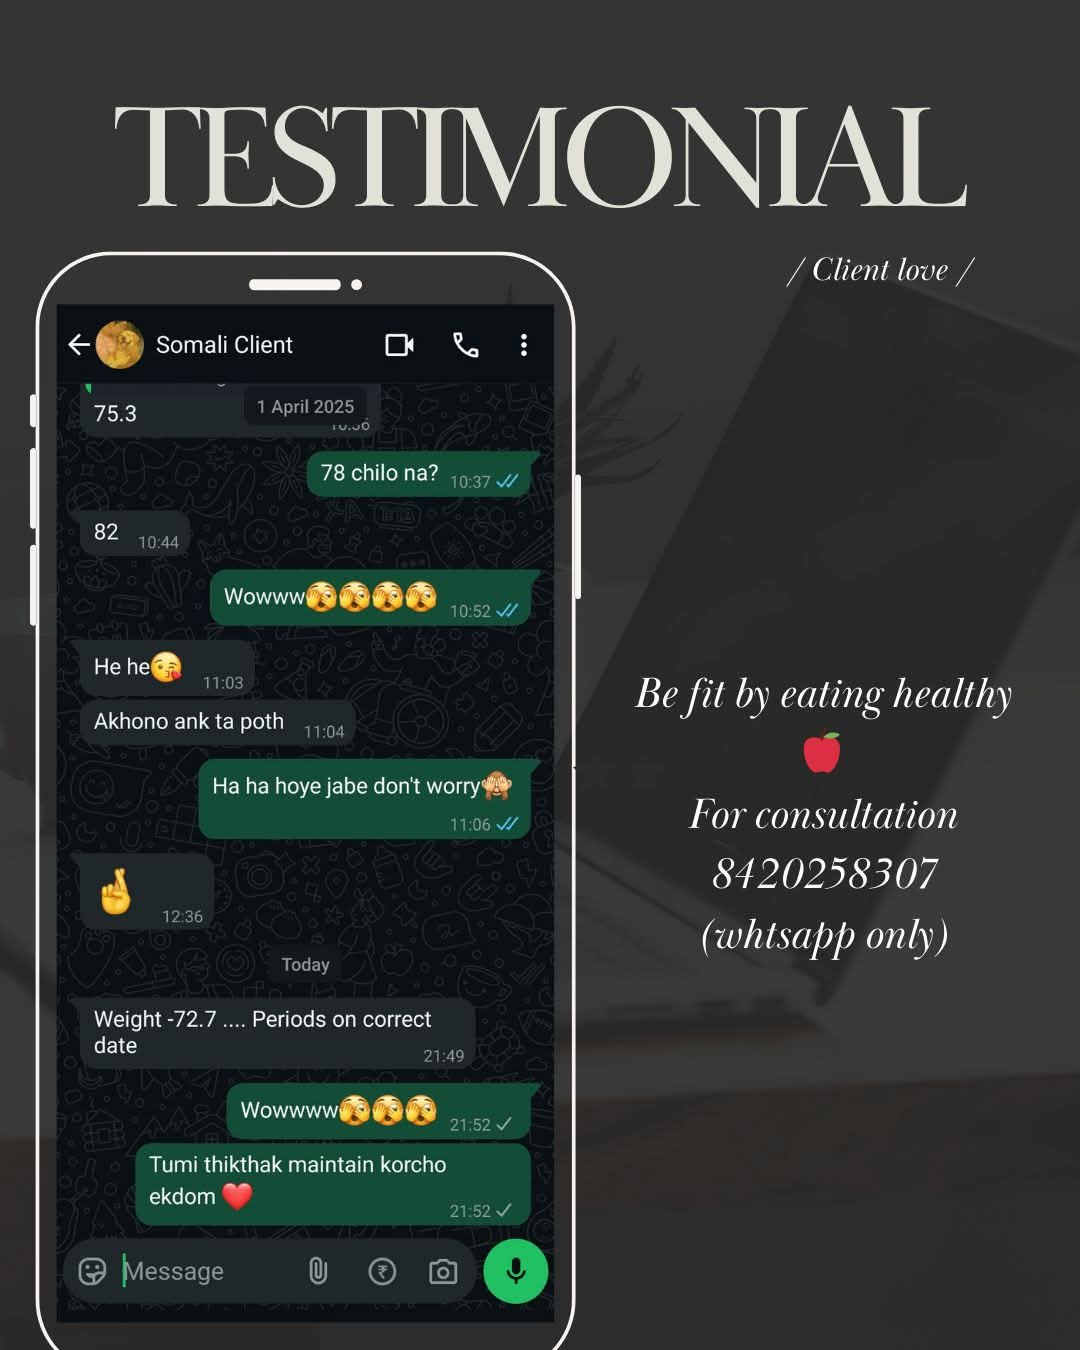 TESTIMONIAL
/ Client love /
Somali Client
1 April 2025
75.3
10:36
78 chilo na? 10:37
82 10:44
Wowww🫣🫣🫣🫣 10:52
He he😘 11:03
Akhono ank ta poth 11:04
Ha ha hoye jabe don't worry🙈
11:06
🤞 12:36
Today
Weight -72.7 .... Periods on correct
date 21:49
Wowwww🫣🫣🫣 21:52
Tumi thikthak maintain korcho
ekdom ❤️ 21:52
Message
Be fit by eating healthy
🍎
For consultation
8420258307
(whtsapp only)